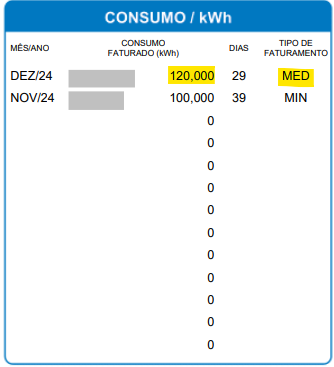 CONSUMO / kWh
MÊS/ANO CONSUMO FATURADO (kWh) DIAS TIPO DE FATURAMENTO
DEZ/24 120,000 29 MED
NOV/24 100,000 39 MIN
0
0
0
0
0
0
0
0
0
0
0